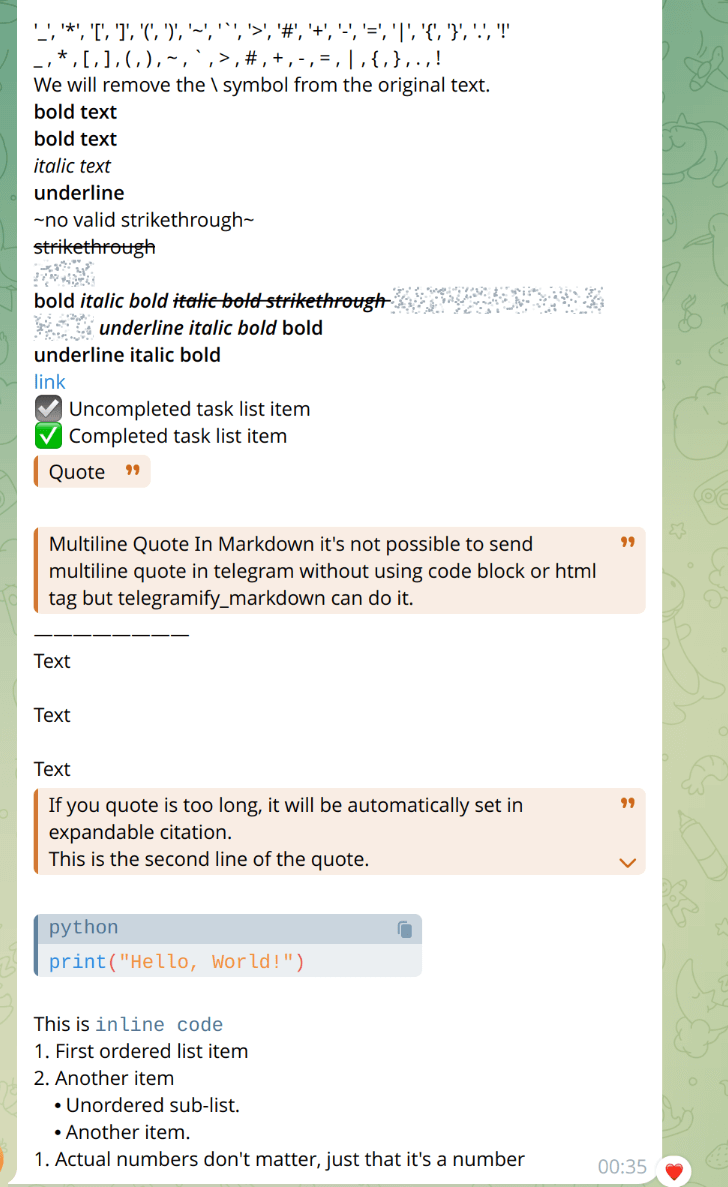 '_', '*', '[', ']', '(', ')', '~', '`', '>', '#', '+', '-', '=', '|', '{', '}', '.', '!'
_ , * , [ , ] , ( , ) , ~ , ` , > , # , + , - , = , | , { , } , . , !
We will remove the \ symbol from the original text.
bold text
bold text
italic text
underline
~no valid strikethrough~
strikethrough
bold italic bold italic bold strikethrough
underline italic bold bold
underline italic bold
link
✅ Uncompleted task list item
✅ Completed task list item
Quote
Multiline Quote In Markdown it's not possible to send
multiline quote in telegram without using code block or html
tag but telegramify_markdown can do it.
————————
Text
Text
Text
If you quote is too long, it will be automatically set in
expandable citation.
This is the second line of the quote.
python
print("Hello, World!")
This is inline code
1. First ordered list item
2. Another item
• Unordered sub-list.
• Another item.
1. Actual numbers don't matter, just that it's a number
00:35